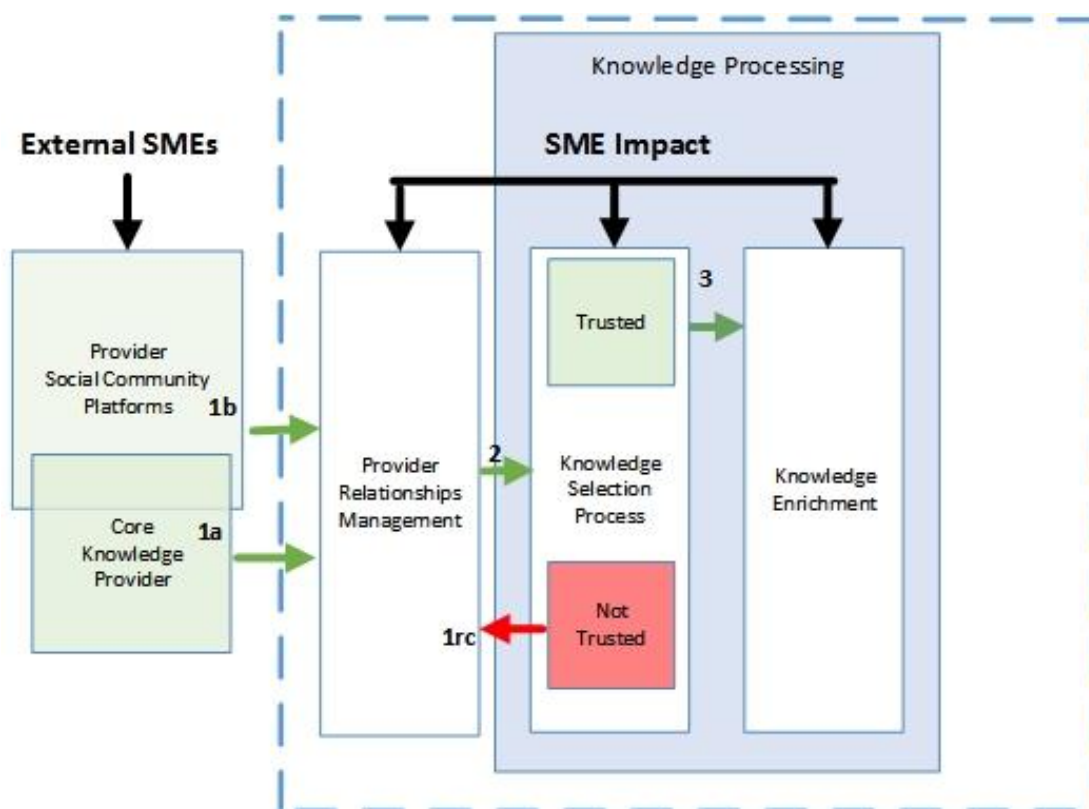 Knowledge Processing
External SMEs
SME Impact
Provider
Social Community
Platforms
1b
Core
Knowledge
Provider
1a
Provider
Relationships
Management
2
Trusted
3
Knowledge
Selection
Process
Not
Trusted
1rc
Knowledge
Enrichment